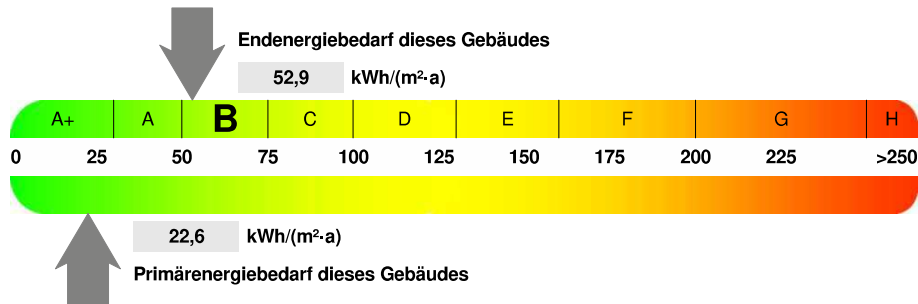 Endenergiebedarf dieses Gebäudes
52,9 kWh/(m²·a)
A+ A B C D E F G H
0 25 50 75 100 125 150 175 200 225 >250
22,6 kWh/(m²·a)
Primärenergiebedarf dieses Gebäudes